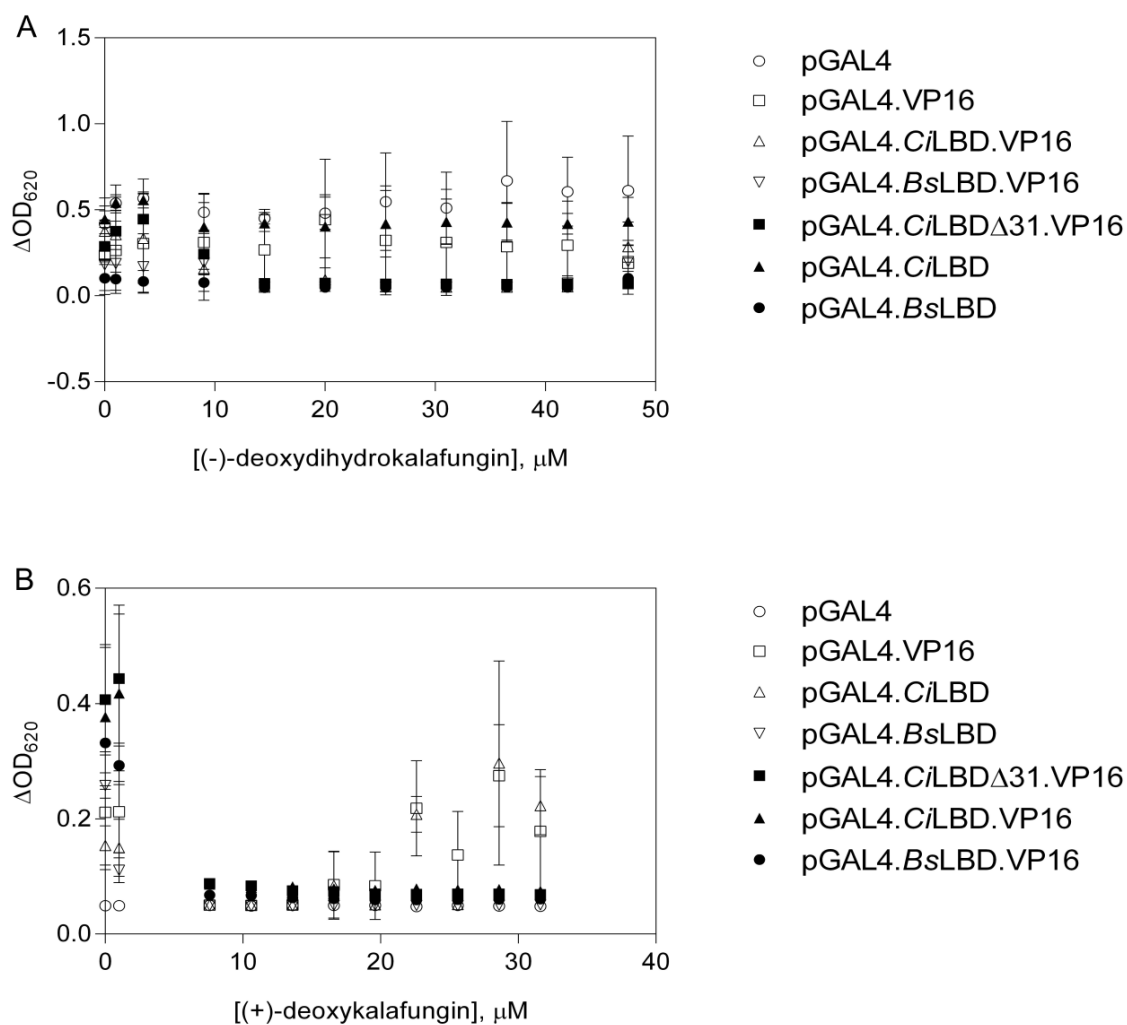 A
1.5
1.0
0.5
0.0
-0.5
0
10
20
30
40
50
ΔOD620
[(-)-deoxydihydrokalafungin], μM
pGAL4
pGAL4.VP16
pGAL4.CiLBD.VP16
pGAL4.BsLBD.VP16
pGAL4.CiLBDΔ31.VP16
pGAL4.CiLBD
pGAL4.BsLBD
B
0.6
0.4
0.2
0.0
0
10
20
30
40
ΔOD620
[(+)-deoxykalafungin], μM
pGAL4
pGAL4.VP16
pGAL4.CiLBD
pGAL4.BsLBD
pGAL4.CiLBDΔ31.VP16
pGAL4.CiLBD.VP16
pGAL4.BsLBD.VP16